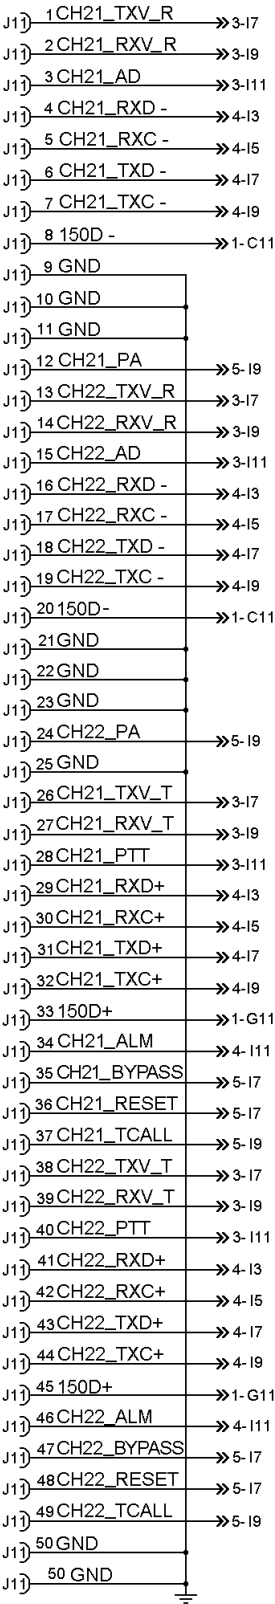 J11 1 CH21_TXV_R 3-I7
J11 2 CH21_RXV_R 3-I9
J11 3 CH21_AD 3-I11
J11 4 CH21_RXD - 4-I3
J11 5 CH21_RXC - 4-I5
J11 6 CH21_TXD - 4-I7
J11 7 CH21_TXC - 4-I9
J11 8 150D - 1-C11
J11 9 GND
J11 10 GND
J11 11 GND
J11 12 CH21_PA 5-I9
J11 13 CH22_TXV_R 3-I7
J11 14 CH22_RXV_R 3-I9
J11 15 CH22_AD 3-I11
J11 16 CH22_RXD - 4-I3
J11 17 CH22_RXC - 4-I5
J11 18 CH22_TXD - 4-I7
J11 19 CH22_TXC - 4-I9
J11 20 150D- 1-C11
J11 21 GND
J11 22 GND
J11 23 GND
J11 24 CH22_PA 5-I9
J11 25 GND
J11 26 CH21_TXV_T 3-I7
J11 27 CH21_RXV_T 3-I9
J11 28 CH21_PTT 3-I11
J11 29 CH21_RXD+ 4-I3
J11 30 CH21_RXC+ 4-I5
J11 31 CH21_TXD+ 4-I7
J11 32 CH21_TXC+ 4-I9
J11 33 150D+ 1-G11
J11 34 CH21_ALM 4-I11
J11 35 CH21_BYPASS 5-I7
J11 36 CH21_RESET 5-I7
J11 37 CH21_TCALL 5-I9
J11 38 CH22_TXV_T 3-I7
J11 39 CH22_RXV_T 3-I9
J11 40 CH22_PTT 3-I11
J11 41 CH22_RXD+ 4-I3
J11 42 CH22_RXC+ 4-I5
J11 43 CH22_TXD+ 4-I7
J11 44 CH22_TXC+ 4-I9
J11 45 150D+ 1-G11
J11 46 CH22_ALM 4-I11
J11 47 CH22_BYPASS 5-I7
J11 48 CH22_RESET 5-I7
J11 49 CH22_TCALL 5-I9
J11 50 GND
J11 50 GND